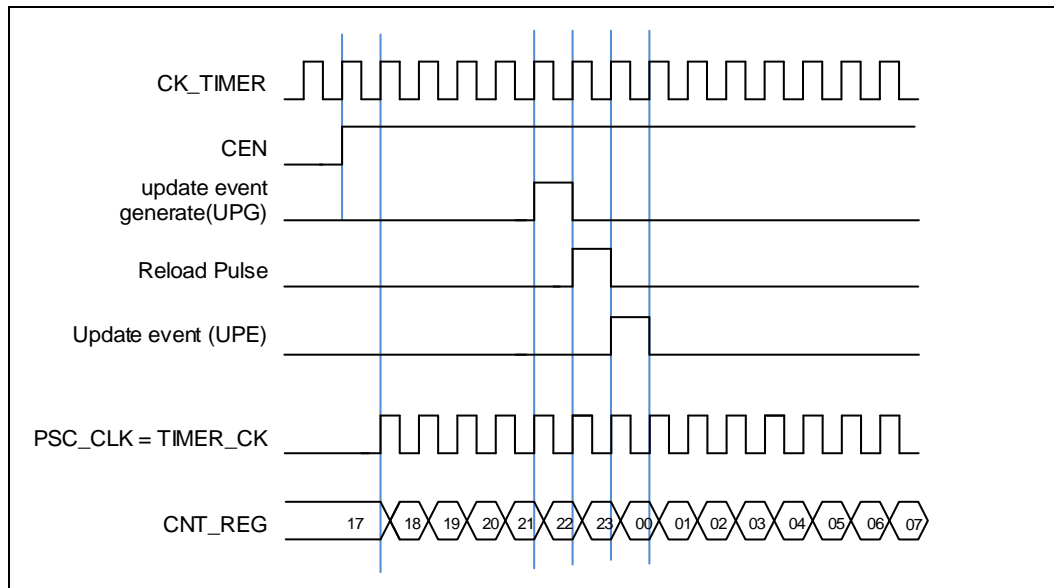 CK_TIMER
CEN
update event
generate(UPG)
Reload Pulse
Update event (UPE)
PSC_CLK = TIMER_CK
CNT_REG 17 18 19 20 21 22 23 00 01 02 03 04 05 06 07